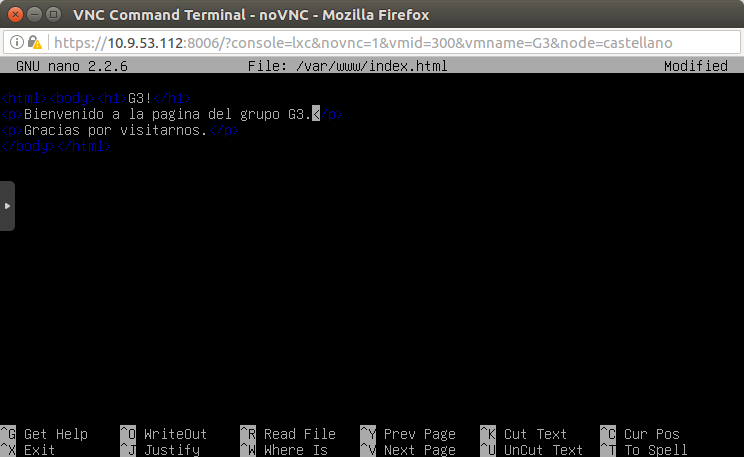 VNC Command Terminal - noVNC - Mozilla Firefox
https://10.9.53.112:8006/?console=lxc&novnc=1&vmid=300&vmname=G3&node=castellano
GNU nano 2.2.6 File: /var/www/index.html Modified
<html><body><h1>G3!</h1>
<p>Bienvenido a la pagina del grupo G3.</p>
<p>Gracias por visitarnos.</p>
</body></html>
^G Get Help ^O WriteOut ^R Read File ^Y Prev Page ^K Cut Text ^C Cur Pos
^X Exit ^J Justify ^W Where Is ^V Next Page ^U UnCut Text ^T To Spell